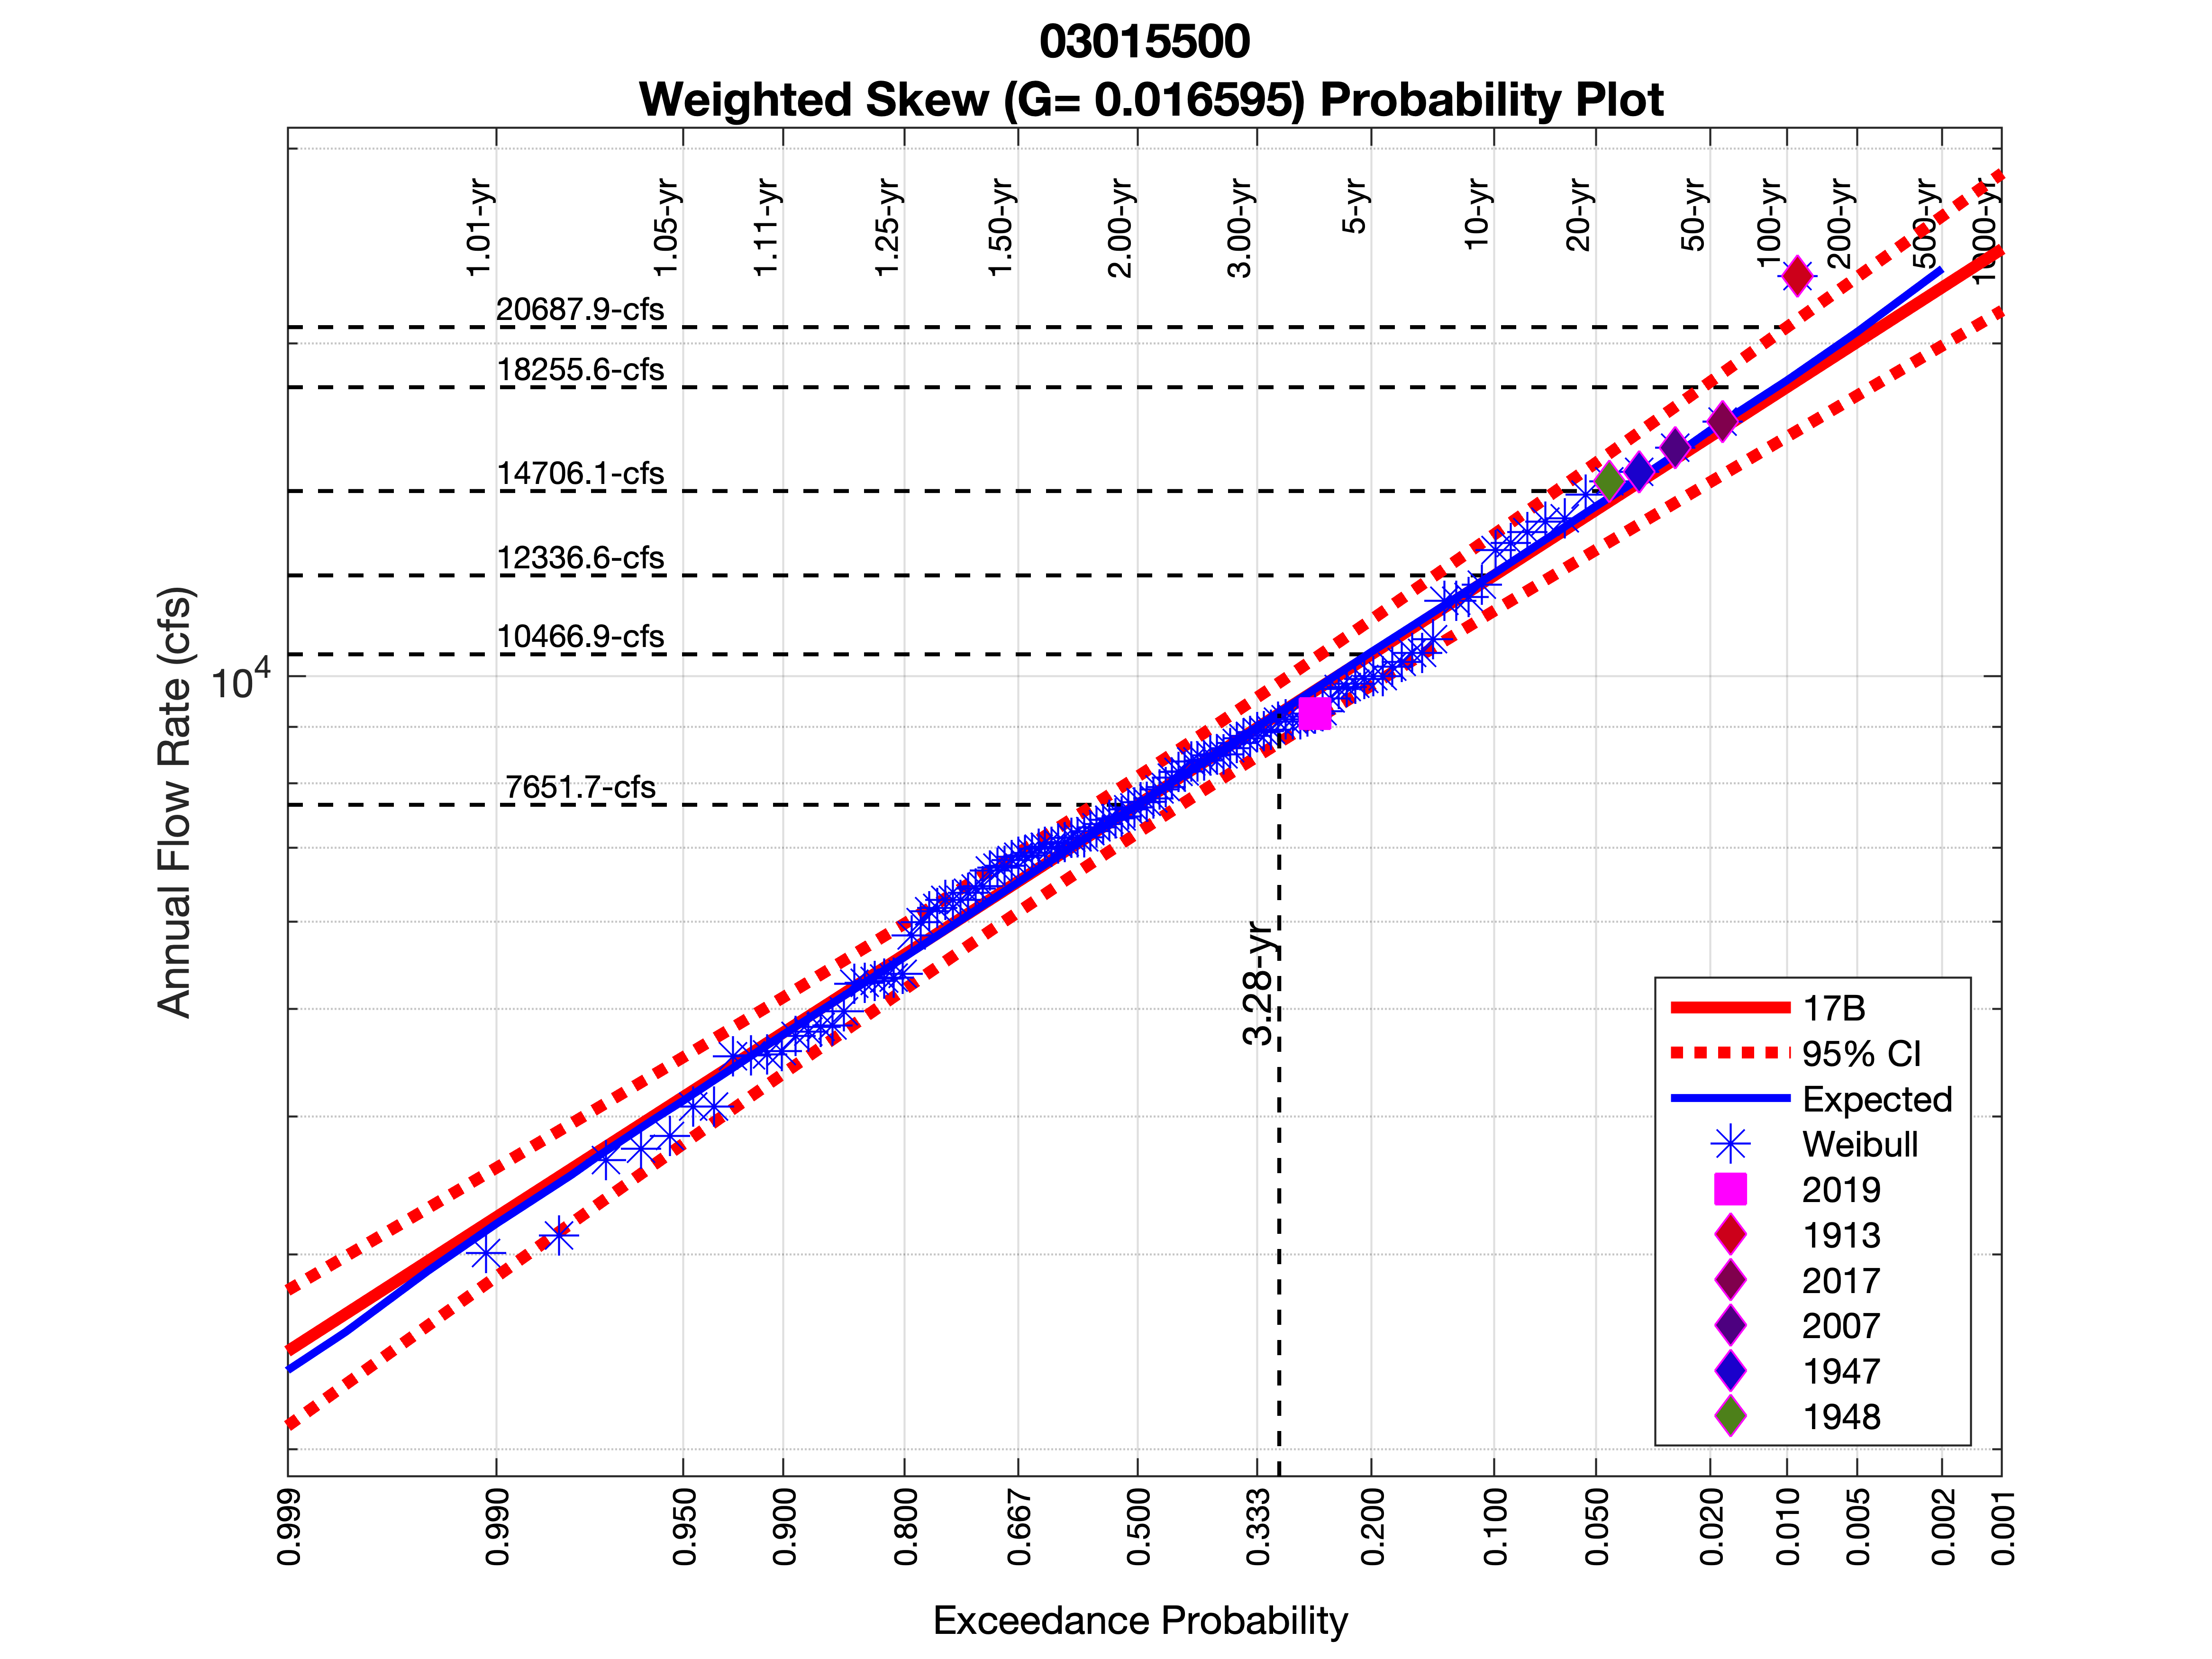 03015500
Weighted Skew (G= 0.016595) Probability Plot
1.01-yr
1.05-yr
1.11-yr
1.25-yr
1.50-yr
2.00-yr
3.00-yr
5-yr
10-yr
20-yr
50-yr
100-yr
200-yr
500-yr
1000-yr
20687.9-cfs
18255.6-cfs
14706.1-cfs
12336.6-cfs
10466.9-cfs
7651.7-cfs
3.28-yr
Annual Flow Rate (cfs)
10⁴
17B
95% CI
Expected
Weibull
2019
1913
2017
2007
1947
1948
0.999
0.990
0.950
0.900
0.800
0.667
0.500
0.333
0.200
0.100
0.050
0.020
0.010
0.005
0.002
0.001
Exceedance Probability